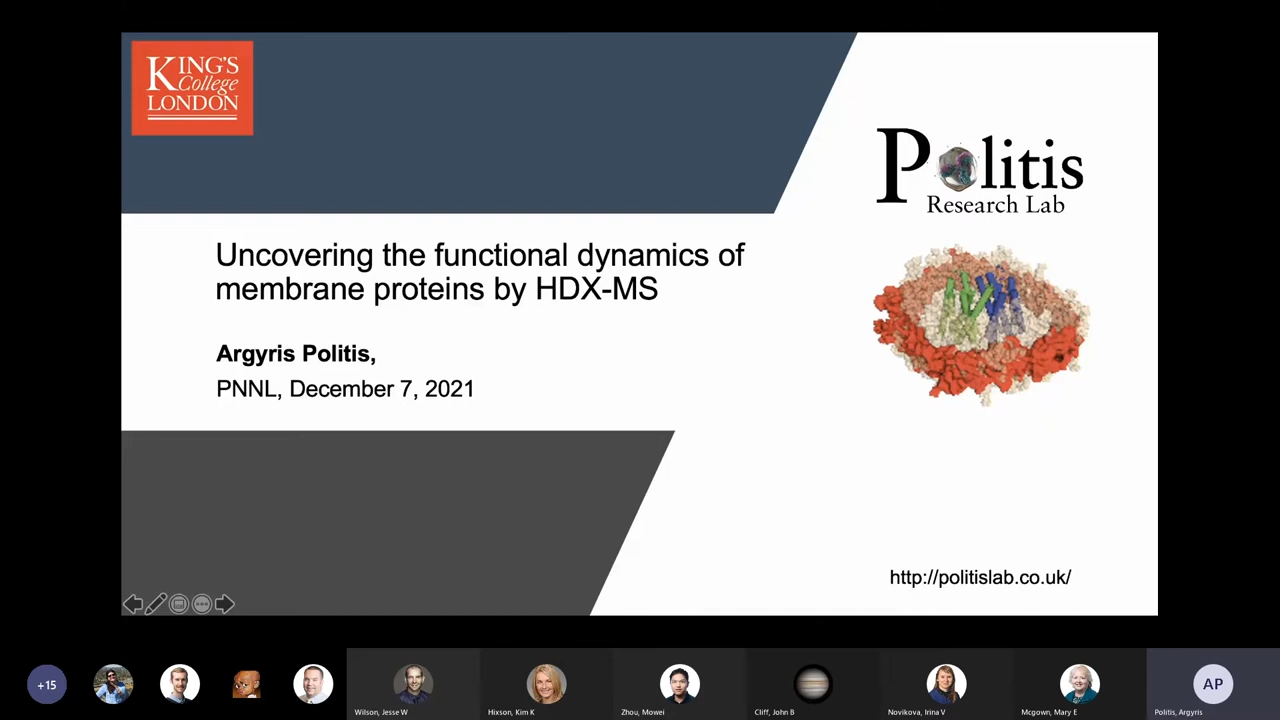 KING'S
College
LONDON
Politis
Research Lab
Uncovering the functional dynamics of
membrane proteins by HDX-MS
Argyris Politis,
PNNL, December 7, 2021
http://politislab.co.uk/
+15
Wilson, Jesse W
Hixson, Kim K
Zhou, Mowei
Cliff, John B
Novikova, Irina V
Mcgown, Mary E
AP
Politis, Argyris